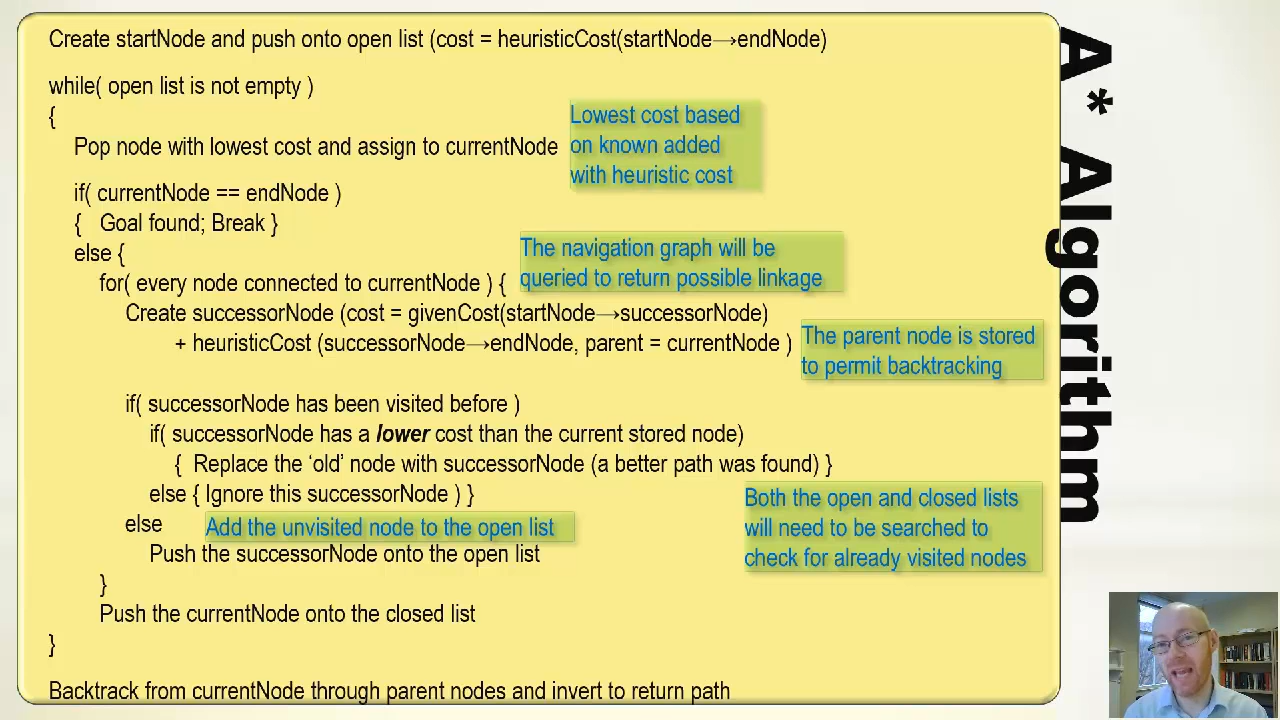 Create startNode and push onto open list (cost = heuristicCost(startNode→endNode)
while( open list is not empty )
{
Pop node with lowest cost and assign to currentNode
Lowest cost based
on known added
with heuristic cost
if( currentNode == endNode )
{ Goal found; Break }
else {
The navigation graph will be
queried to return possible linkage
for( every node connected to currentNode ) {
Create successorNode (cost = givenCost(startNode→successorNode)
+ heuristicCost (successorNode→endNode, parent = currentNode )
The parent node is stored
to permit backtracking
if( successorNode has been visited before )
if( successorNode has a lower cost than the current stored node)
{ Replace the ‘old’ node with successorNode (a better path was found) }
else { Ignore this successorNode ) }
Both the open and closed lists
will need to be searched to
check for already visited nodes
else
Add the unvisited node to the open list
Push the successorNode onto the open list
}
Push the currentNode onto the closed list
}
Backtrack from currentNode through parent nodes and invert to return path
A* Algorithm